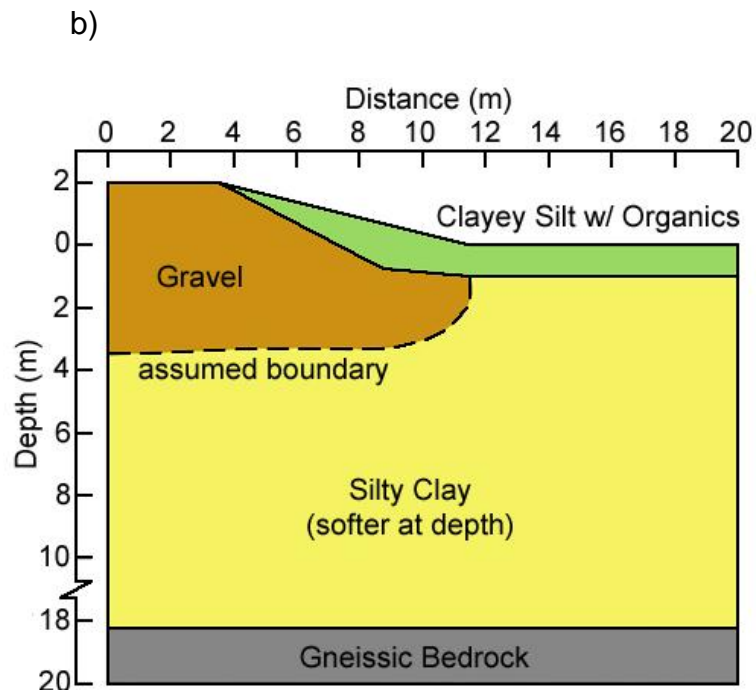 b)
Distance (m)
0 2 4 6 8 10 12 14 16 18 20
2
Clayey Silt w/ Organics
0
Gravel
2
assumed boundary
4
Depth (m)
6
Silty Clay
8
(softer at depth)
10
18
Gneissic Bedrock
20